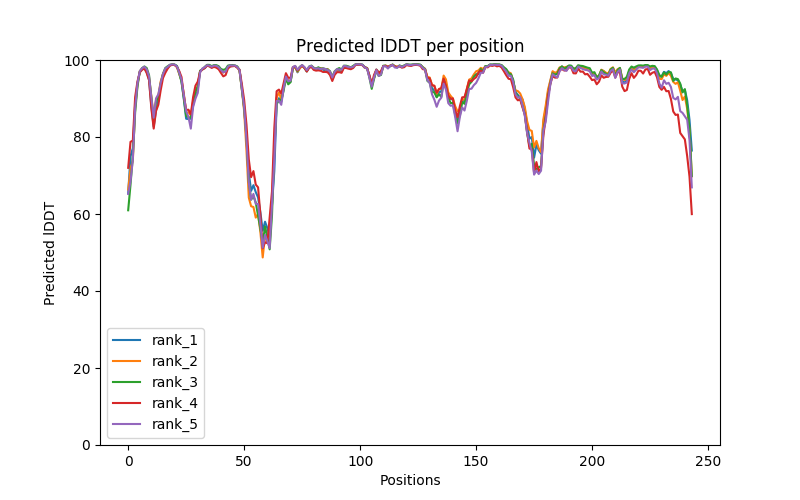 Predicted lDDT per position
100
80
60
40
20
0
Predicted lDDT
rank_1
rank_2
rank_3
rank_4
rank_5
0 50 100 150 200 250
Positions